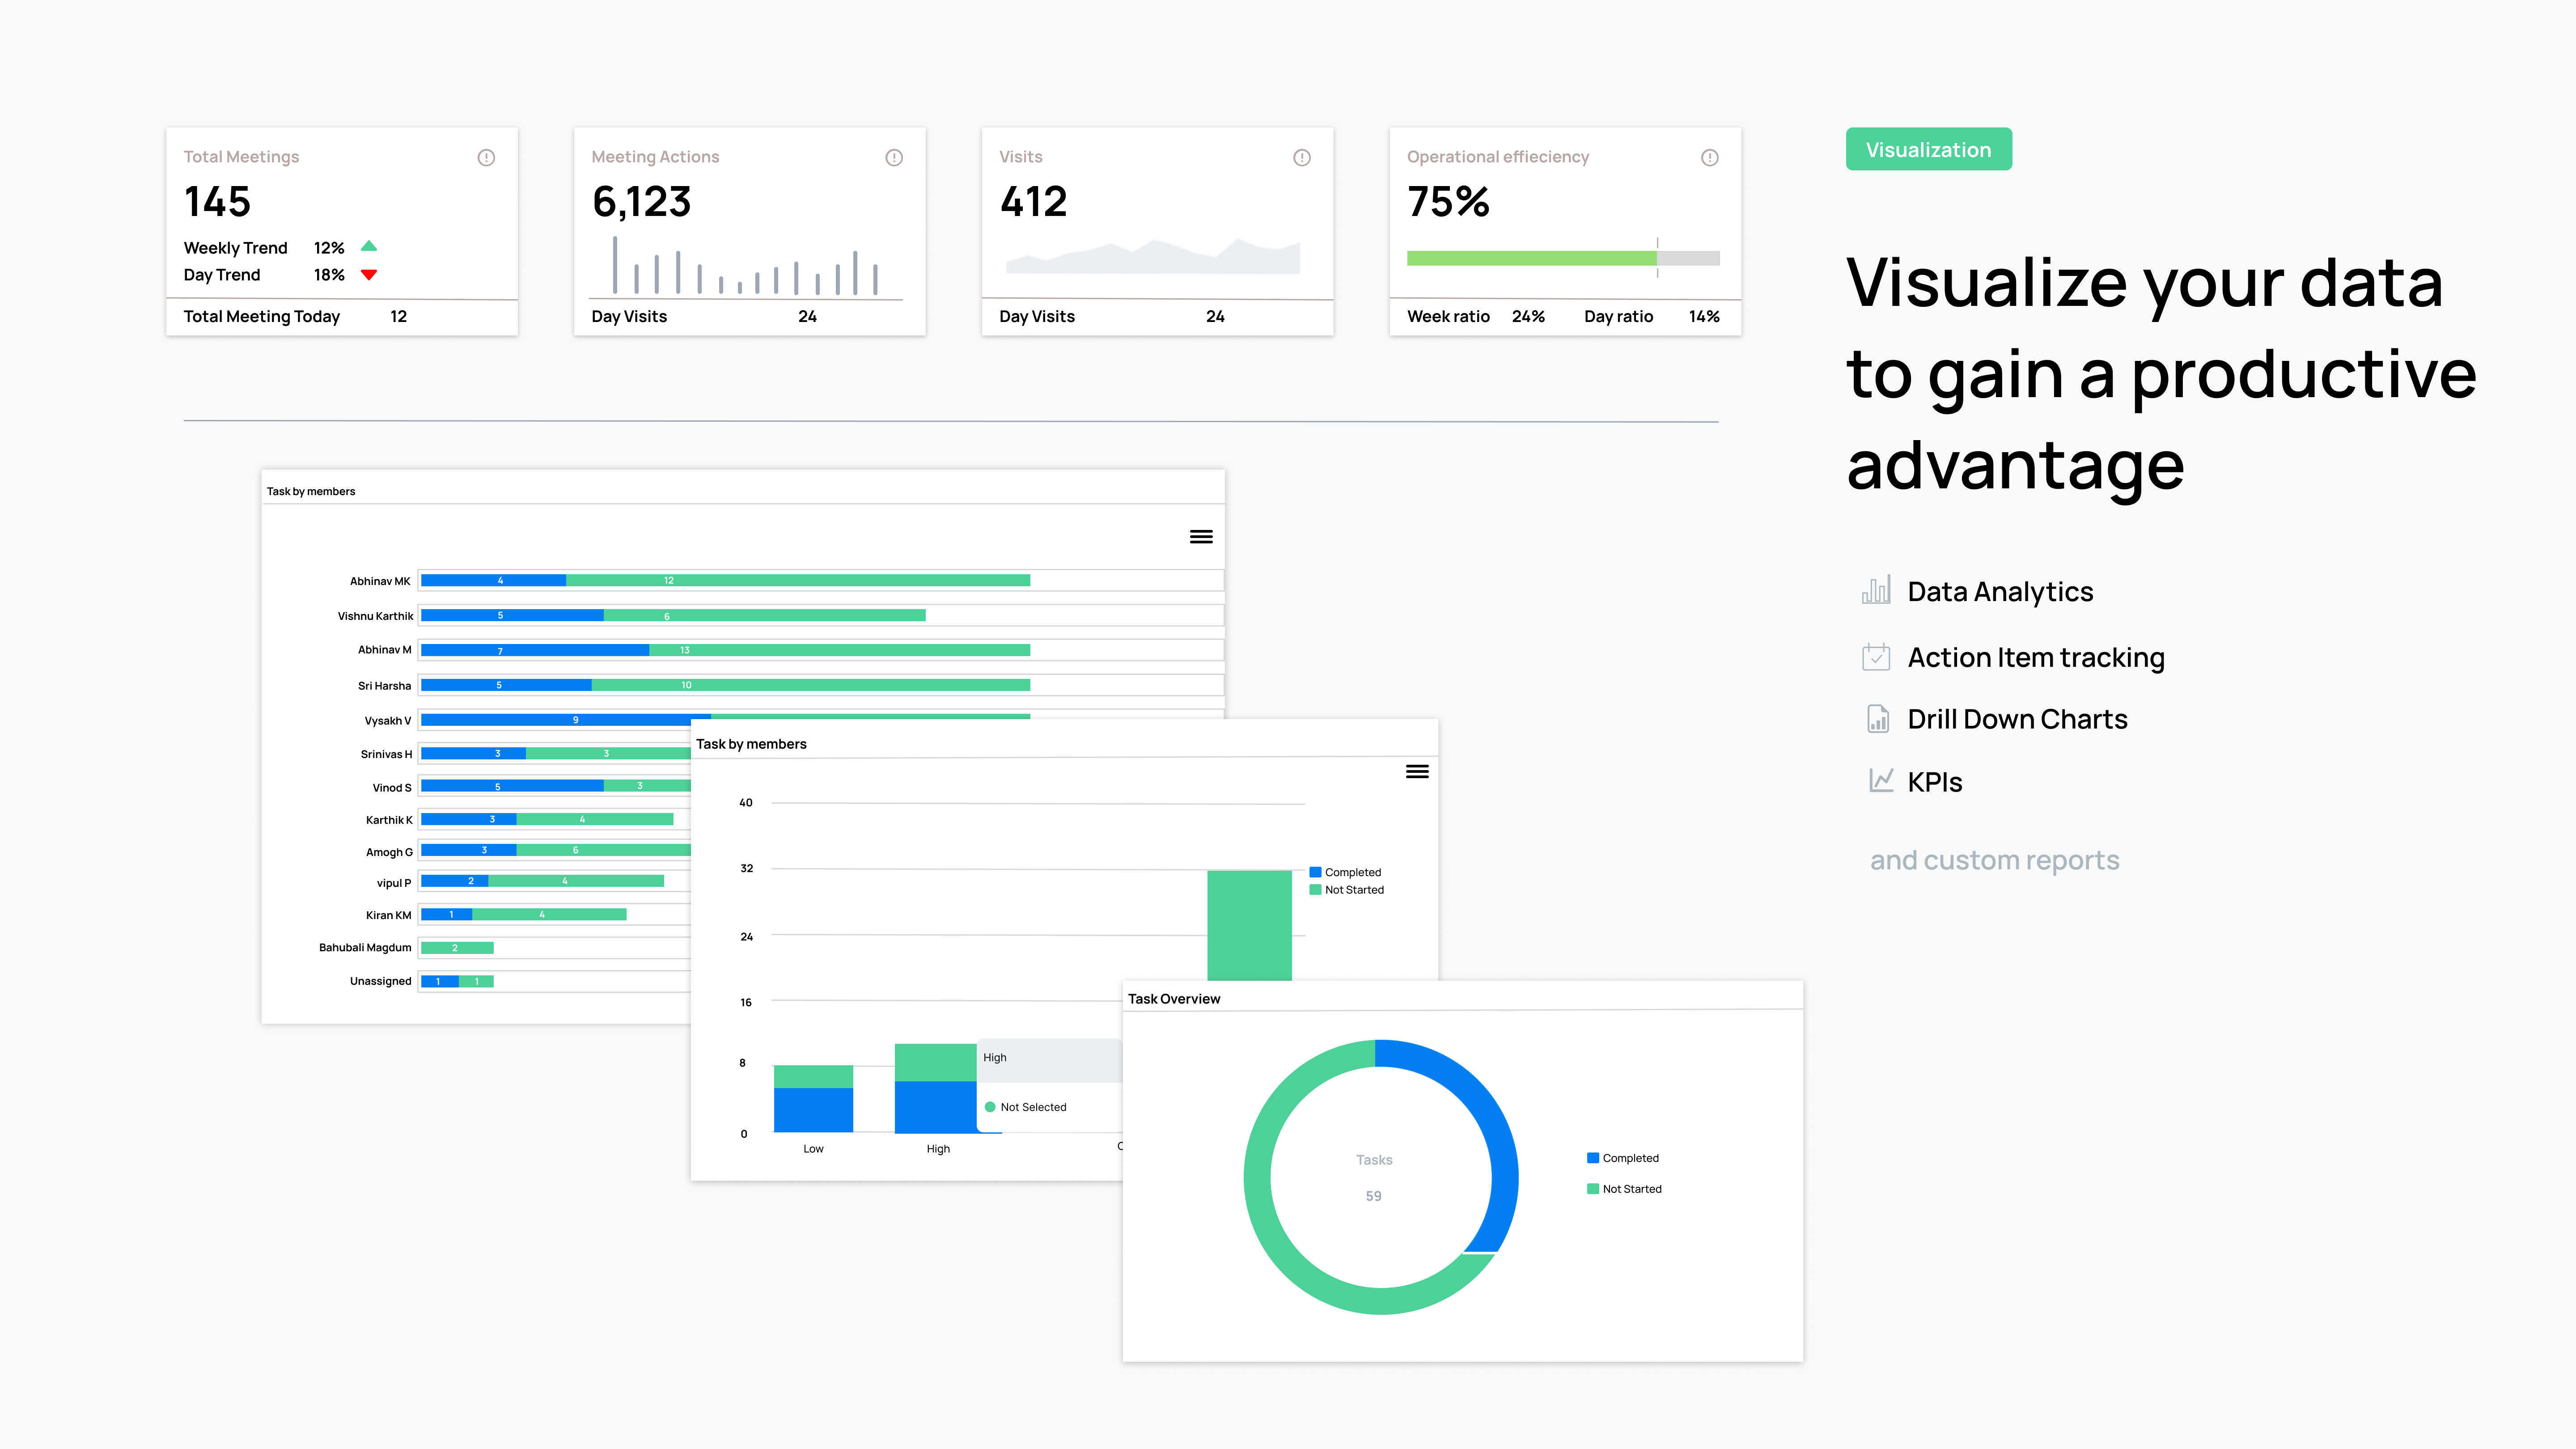 Total Meetings
145
Weekly Trend 12%
Day Trend 18%
Total Meeting Today 12
Meeting Actions
6,123
Day Visits 24
Visits
412
Day Visits 24
Operational effieciency
75%
Week ratio 24% Day ratio 14%
Visualization
Visualize your data
to gain a productive
advantage
Data Analytics
Action Item tracking
Drill Down Charts
KPIs
and custom reports
Task by members
Abhinav MK 4 12
Vishnu Karthik 5 6
Abhinav M 7 13
Sri Harsha 5 10
Vysakh V 9
Srinivas H 3 3
Vinod S 5 3
Karthik K 3 4
Amogh G 3 6
vipul P 2 4
Kiran KM 1 4
Bahubali Magdum 2
Unassigned 1 1
Task by members
40
32
24
16
8
0
Completed
Not Started
High
Not Selected
Low High
Task Overview
Tasks
59
Completed
Not Started